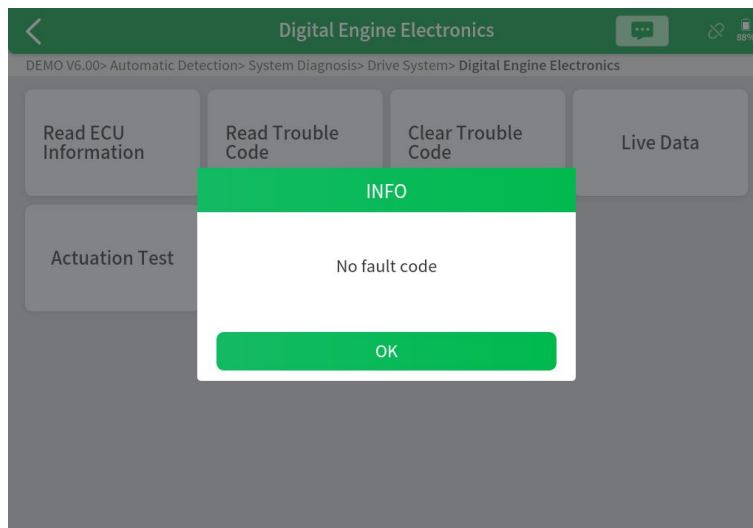 Digital Engine Electronics
88%
DEMO V6.00> Automatic Detection> System Diagnosis> Drive System> Digital Engine Electronics
Read ECU
Information
Read Trouble
Code
Clear Trouble
Code
Live Data
INFO
Actuation Test
No fault code
OK